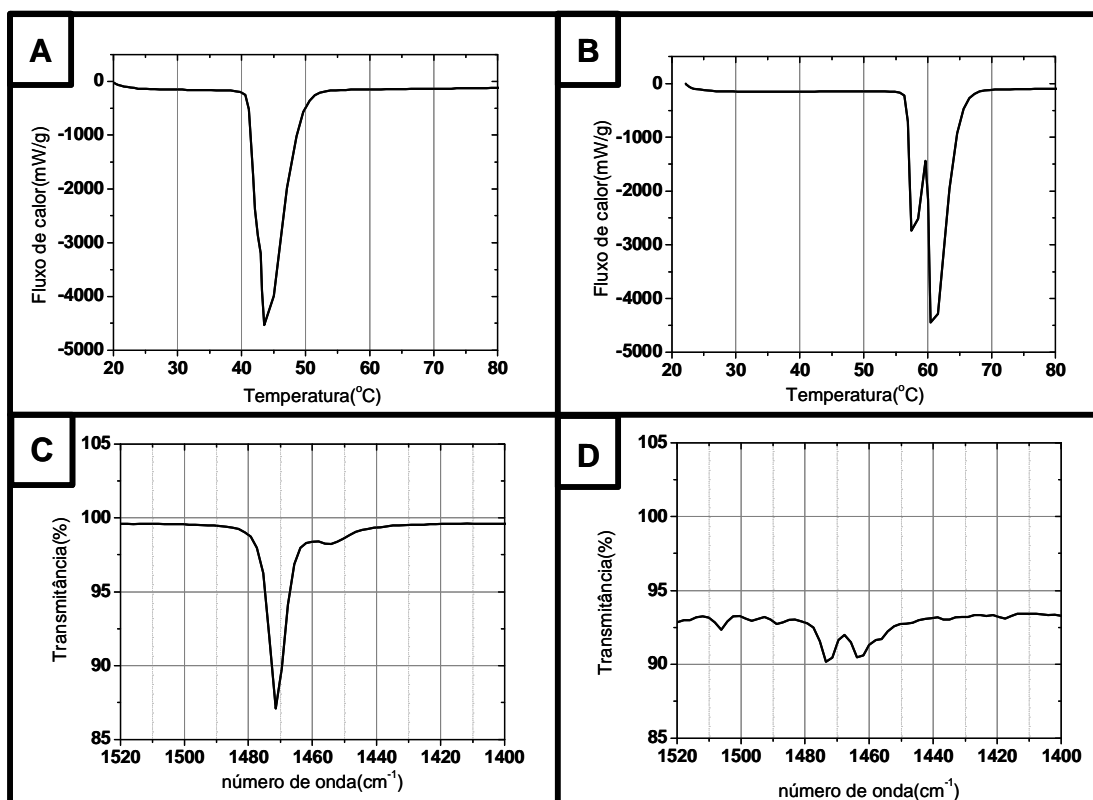 A
0
-1000
-2000
-3000
-4000
-5000
Fluxo de calor(mW/g)
20 30 40 50 60 70 80
Temperatura(°C)
B
0
-1000
-2000
-3000
-4000
-5000
Fluxo de calor(mW/g)
20 30 40 50 60 70 80
Temperatura(°C)
C
105
100
95
90
85
Transmitância(%)
1520 1500 1480 1460 1440 1420 1400
número de onda(cm⁻¹)
D
105
100
95
90
85
Transmitância(%)
1520 1500 1480 1460 1440 1420 1400
número de onda(cm⁻¹)